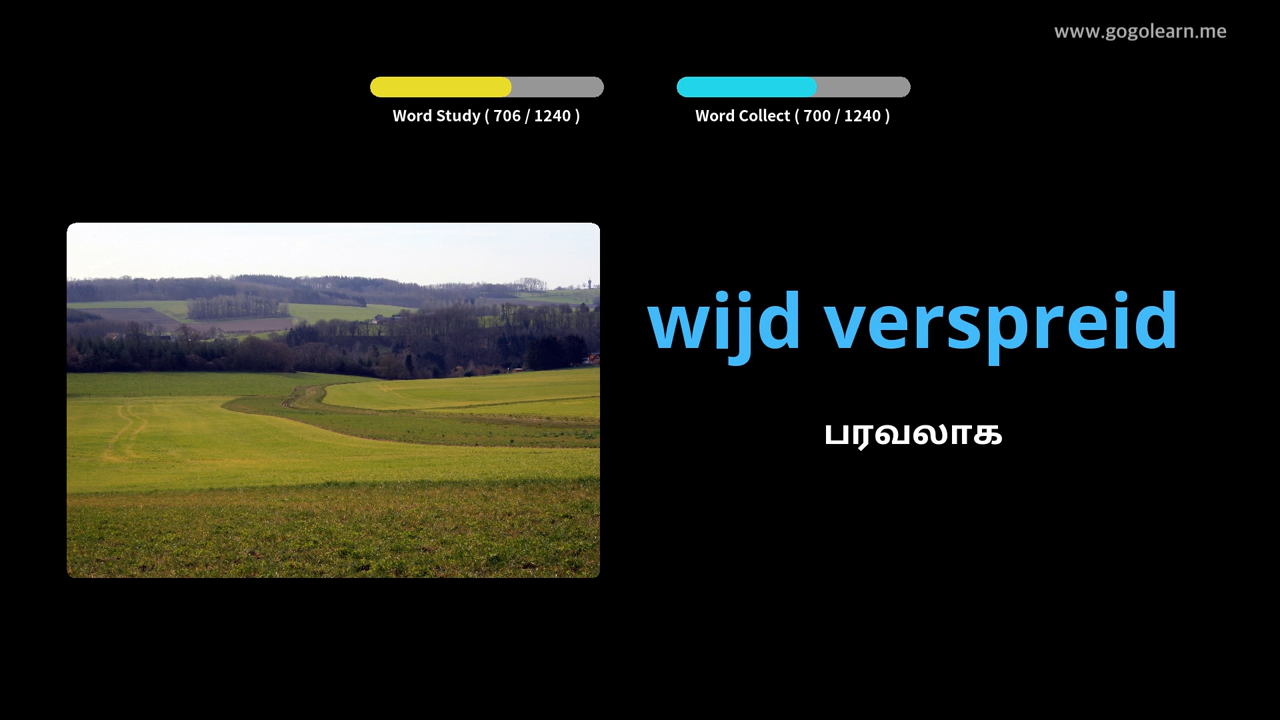 www.gogolearn.me
Word Study ( 706 / 1240 )
Word Collect ( 700 / 1240 )
wijd verspreid
பரவலாக